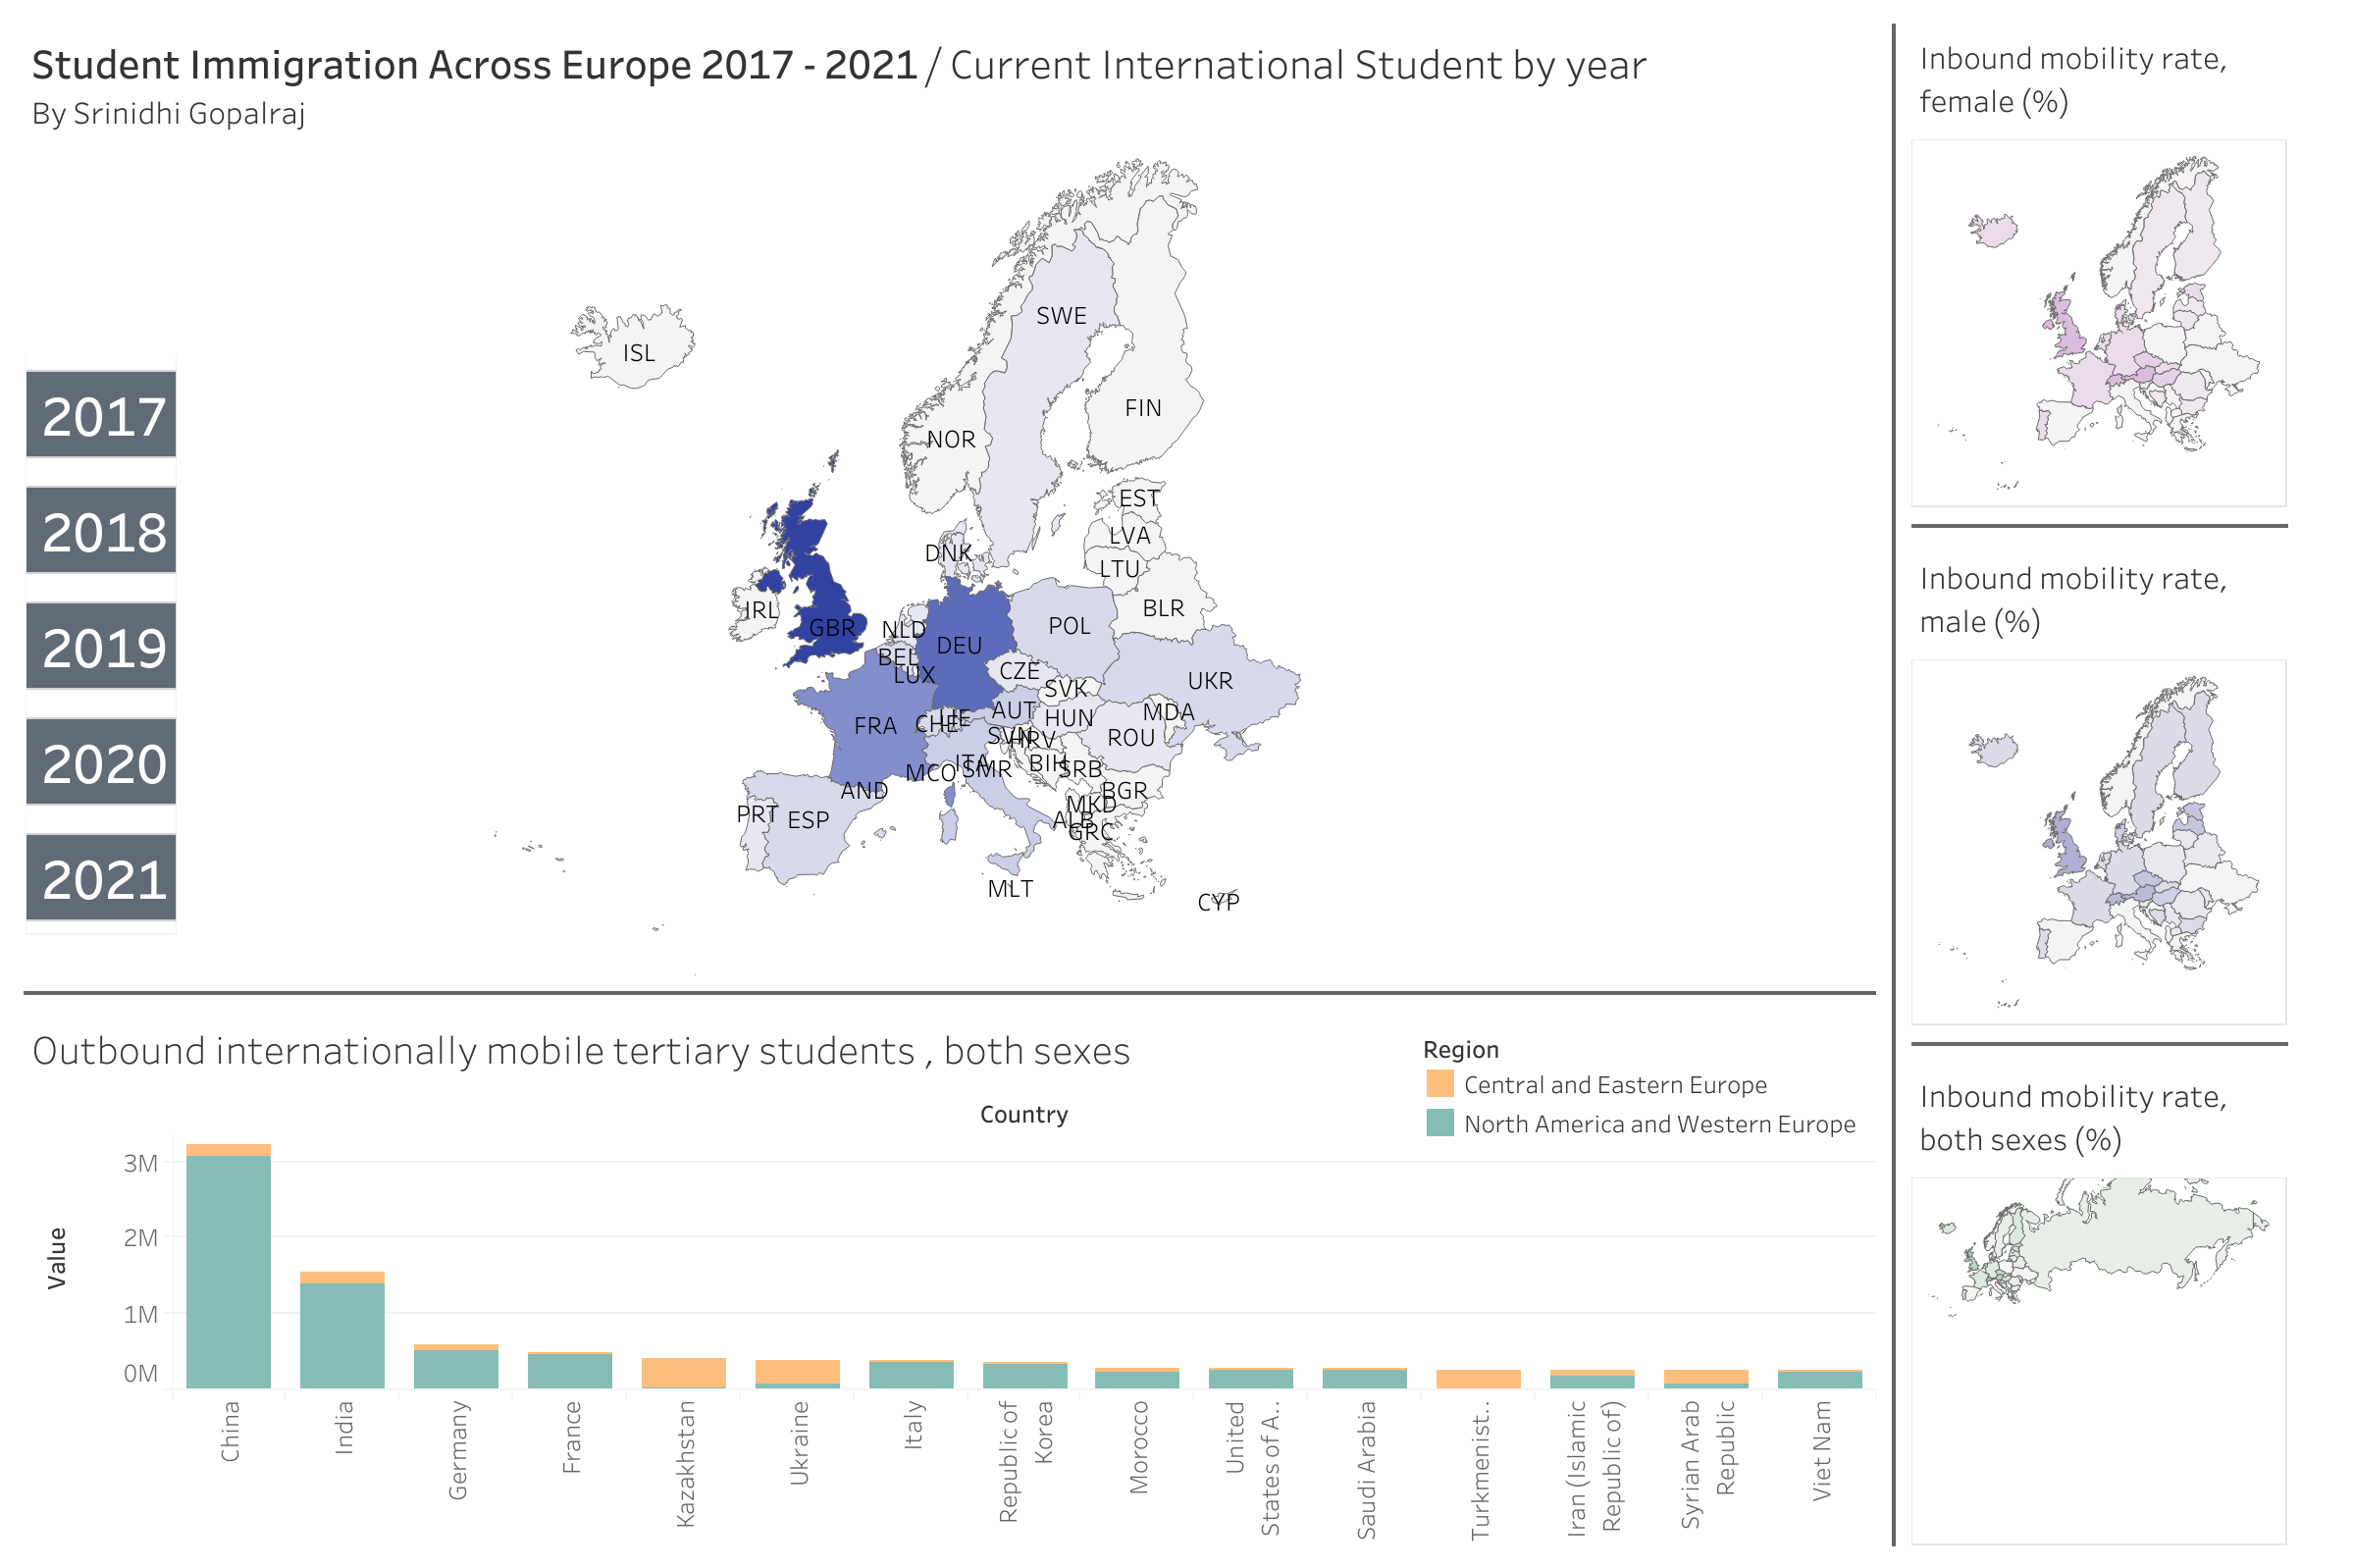 Student Immigration Across Europe 2017 - 2021 / Current International Student by year
By Srinidhi Gopalraj
2017
2018
2019
2020
2021
ISL
SWE
FIN
NOR
EST
LVA
DNK
LTU
BLR
IRL
GBR
NLD
DEU
POL
BEL
LUX
CZE
UKR
SVK
AUT
CHE
LIE
HUN
MDA
FRA
SVN
HRV
ROU
ITA
SMR
MCO
BIH
SRB
AND
BGR
MKD
PRT
ESP
ALB
GRC
MLT
CYP
Outbound internationally mobile tertiary students , both sexes
Region
Central and Eastern Europe
North America and Western Europe
Country
Value
3M
2M
1M
0M
China
India
Germany
France
Kazakhstan
Ukraine
Italy
Republic of
Korea
Morocco
United
States of A..
Saudi Arabia
Turkmenist..
Iran (Islamic
Republic of)
Syrian Arab
Republic
Viet Nam
Inbound mobility rate,
female (%)
Inbound mobility rate,
male (%)
Inbound mobility rate,
both sexes (%)